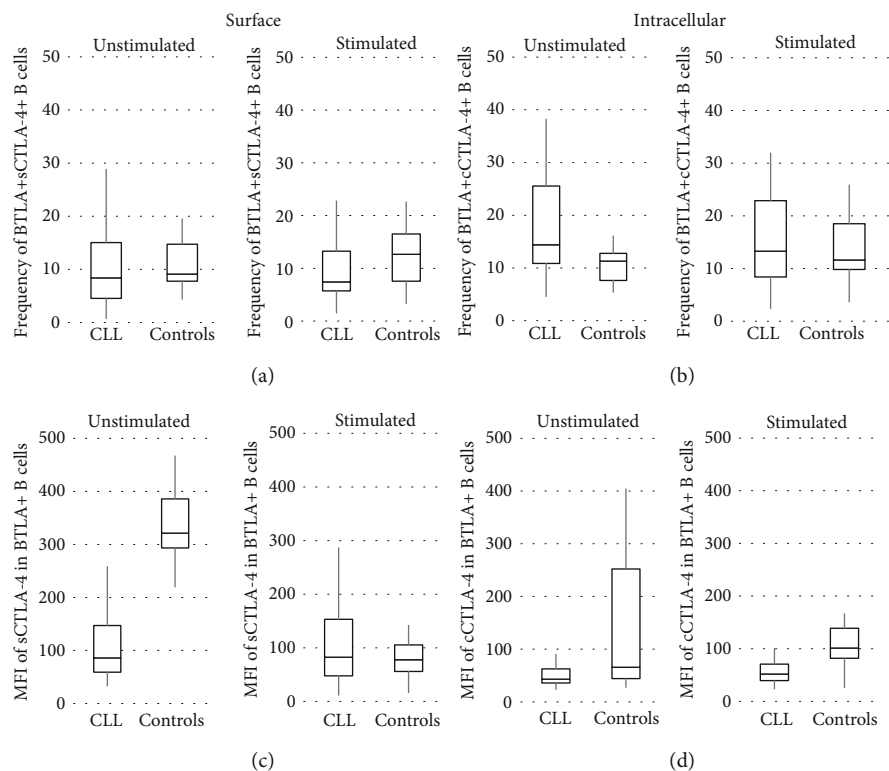 Surface
Intracellular
Unstimulated
Stimulated
Unstimulated
Stimulated
Frequency of BTLA+sCTLA-4+ B cells
50
40
30
20
10
0
CLL Controls
Frequency of BTLA+sCTLA-4+ B cells
50
40
30
20
10
0
CLL Controls
(a)
Frequency of BTLA+cCTLA-4+ B cells
50
40
30
20
10
0
CLL Controls
Frequency of BTLA+cCTLA-4+ B cells
50
40
30
20
10
0
CLL Controls
(b)
Unstimulated
MFI of sCTLA-4 in BTLA+ B cells
500
400
300
200
100
0
CLL Controls
Stimulated
MFI of sCTLA-4 in BTLA+ B cells
500
400
300
200
100
0
CLL Controls
(c)
Unstimulated
MFI of cCTLA-4 in BTLA+ B cells
500
400
300
200
100
0
CLL Controls
Stimulated
MFI of cCTLA-4 in BTLA+ B cells
500
400
300
200
100
0
CLL Controls
(d)